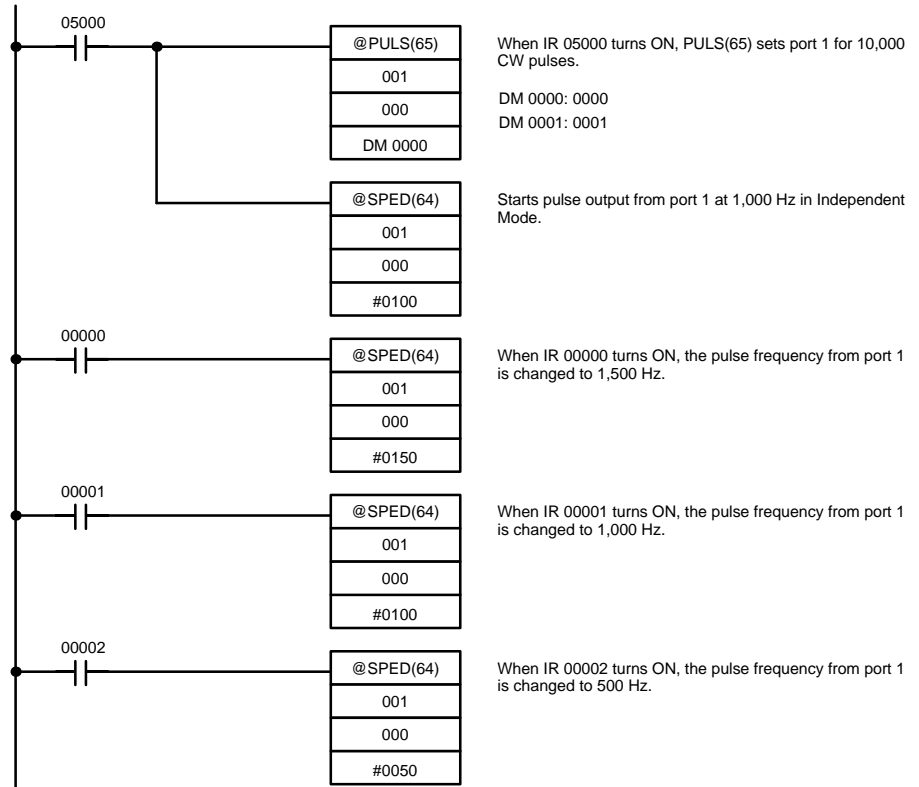 05000
@PULS(65)
001
000
DM 0000
When IR 05000 turns ON, PULS(65) sets port 1 for 10,000
CW pulses.
DM 0000: 0000
DM 0001: 0001
@SPED(64)
001
000
#0100
Starts pulse output from port 1 at 1,000 Hz in Independent
Mode.
00000
@SPED(64)
001
000
#0150
When IR 00000 turns ON, the pulse frequency from port 1
is changed to 1,500 Hz.
00001
@SPED(64)
001
000
#0100
When IR 00001 turns ON, the pulse frequency from port 1
is changed to 1,000 Hz.
00002
@SPED(64)
001
000
#0050
When IR 00002 turns ON, the pulse frequency from port 1
is changed to 500 Hz.